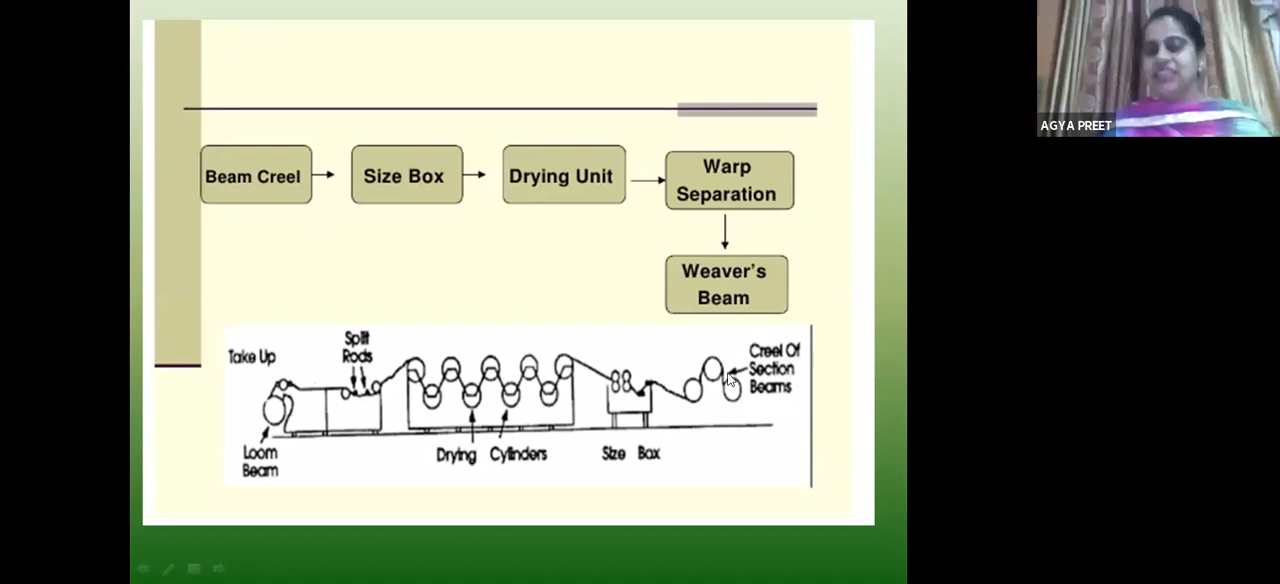 AGYA PREET
Beam Creel
Size Box
Drying Unit
Warp
Separation
Weaver's
Beam
Take Up
Split
Rods
Creel Of
Section
Beams
Loom
Beam
Drying Cylinders
Size Box